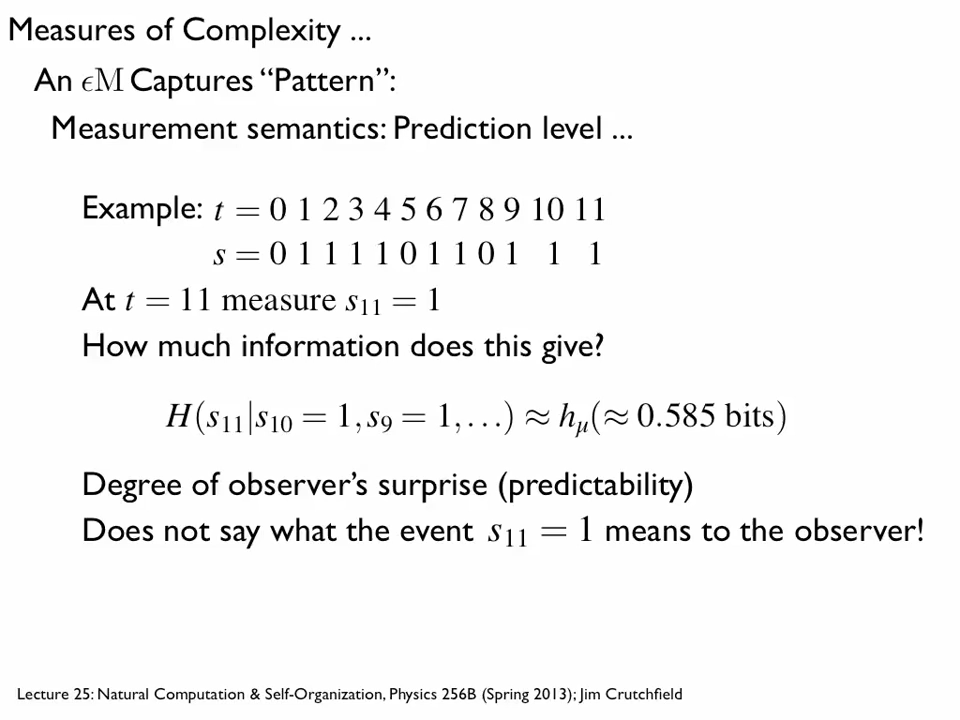 Measures of Complexity ...
An ϵM Captures “Pattern”:
Measurement semantics: Prediction level ...
Example: t = 0 1 2 3 4 5 6 7 8 9 10 11
s = 0 1 1 1 1 0 1 1 0 1 1 1
At t = 11 measure s₁₁ = 1
How much information does this give?
H(s₁₁|s₁₀ = 1, s₉ = 1, . . .) ≈ hμ(≈ 0.585 bits)
Degree of observer’s surprise (predictability)
Does not say what the event s₁₁ = 1 means to the observer!
Lecture 25: Natural Computation & Self-Organization, Physics 256B (Spring 2013); Jim Crutchfield